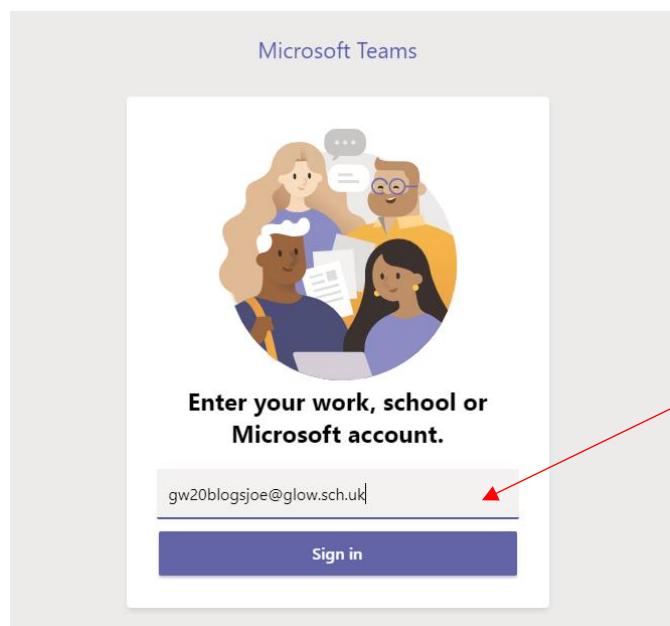 Microsoft Teams
Enter your work, school or
Microsoft account.
gw20blogsjoe@glow.sch.uk
Sign in